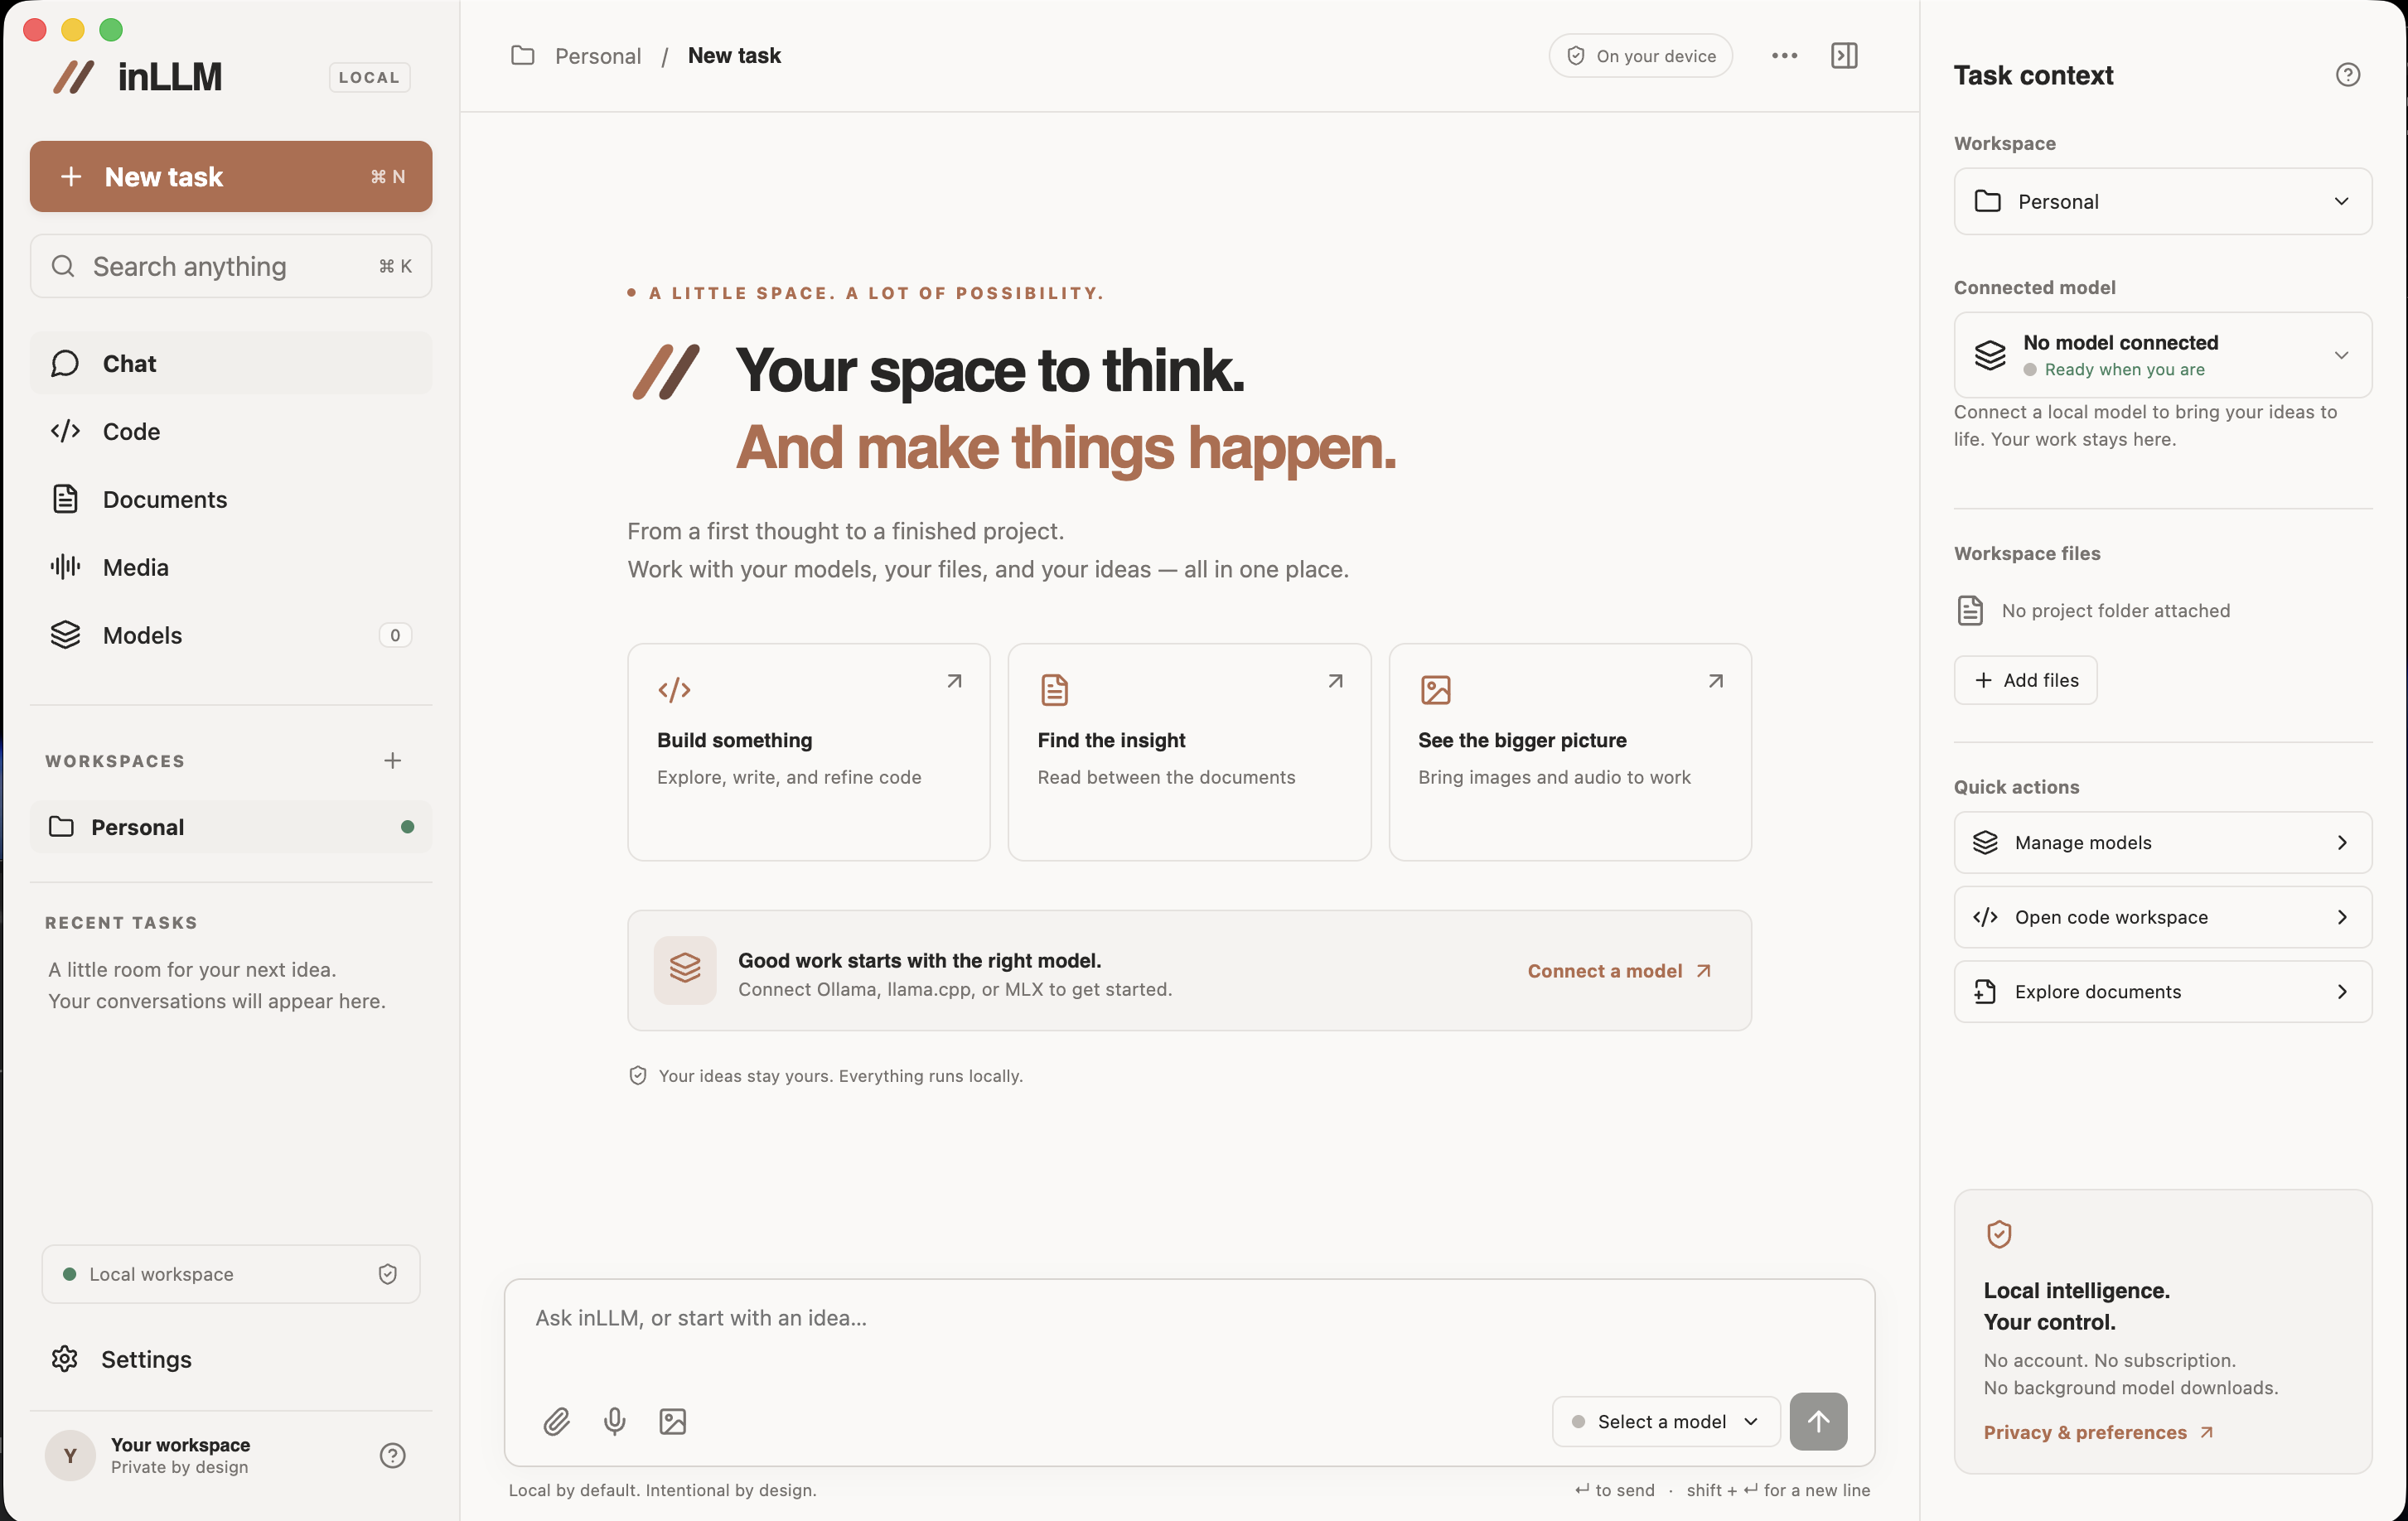 inLLM
LOCAL
New task
⌘ N
Search anything
⌘ K
Chat
Code
Documents
Media
Models
0
WORKSPACES
Personal
RECENT TASKS
A little room for your next idea.
Your conversations will appear here.
Local workspace
Settings
Y
Your workspace
Private by design
Personal / New task
On your device
A LITTLE SPACE. A LOT OF POSSIBILITY.
Your space to think.
And make things happen.
From a first thought to a finished project.
Work with your models, your files, and your ideas — all in one place.
Build something
Explore, write, and refine code
Find the insight
Read between the documents
See the bigger picture
Bring images and audio to work
Good work starts with the right model.
Connect Ollama, llama.cpp, or MLX to get started.
Connect a model
Your ideas stay yours. Everything runs locally.
Ask inLLM, or start with an idea...
Select a model
Local by default. Intentional by design.
↵ to send · shift + ↵ for a new line
Task context
Workspace
Personal
Connected model
No model connected
Ready when you are
Connect a local model to bring your ideas to
life. Your work stays here.
Workspace files
No project folder attached
Add files
Quick actions
Manage models
Open code workspace
Explore documents
Local intelligence.
Your control.
No account. No subscription.
No background model downloads.
Privacy & preferences